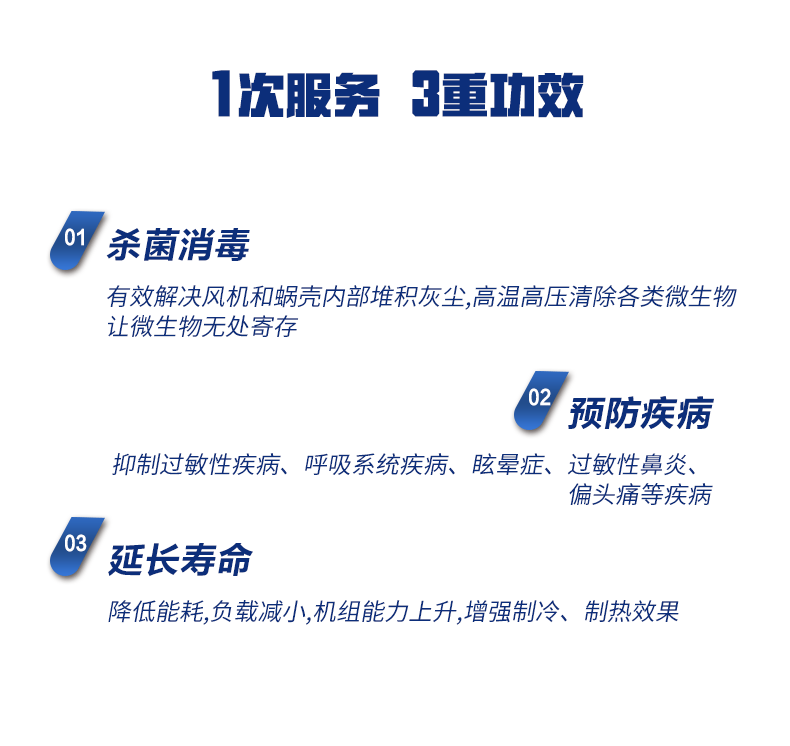 1次服务 3重功效
01
杀菌消毒
有效解决风机和蜗壳内部堆积灰尘,高温高压清除各类微生物
让微生物无处寄存
02
预防疾病
抑制过敏性疾病、呼吸系统疾病、眩晕症、过敏性鼻炎、
偏头痛等疾病
03
延长寿命
降低能耗,负载减小,机组能力上升,增强制冷、制热效果